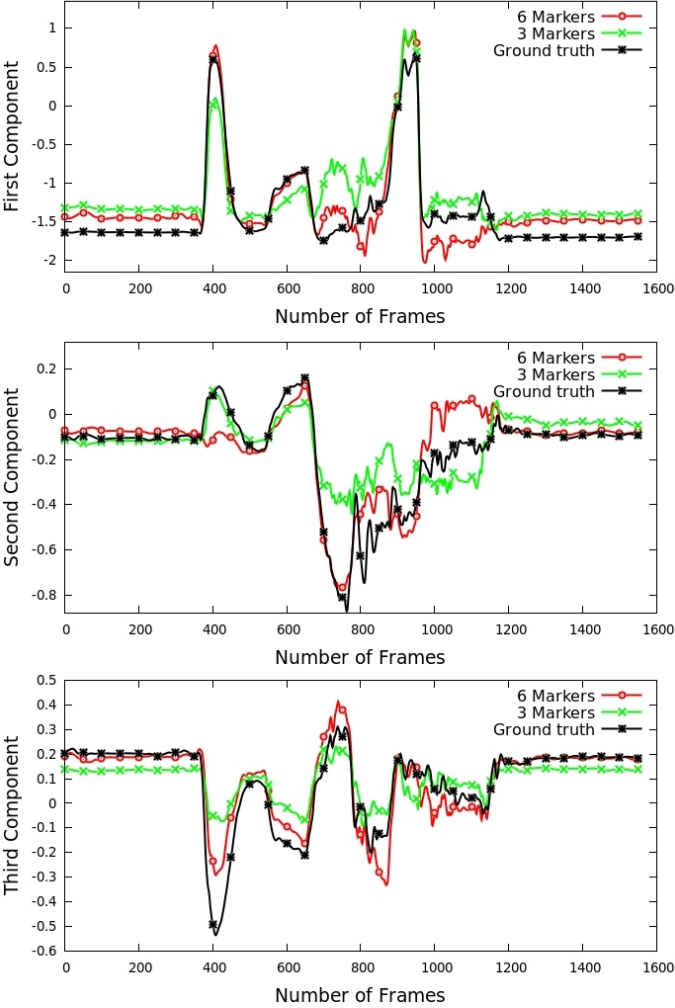 First Component
1
0.5
0
-0.5
-1
-1.5
-2
6 Markers
3 Markers
Ground truth
0 200 400 600 800 1000 1200 1400 1600
Number of Frames
Second Component
0.2
0
-0.2
-0.4
-0.6
-0.8
6 Markers
3 Markers
Ground truth
0 200 400 600 800 1000 1200 1400 1600
Number of Frames
Third Component
0.5
0.4
0.3
0.2
0.1
0
-0.1
-0.2
-0.3
-0.4
-0.5
-0.6
6 Markers
3 Markers
Ground truth
0 200 400 600 800 1000 1200 1400 1600
Number of Frames